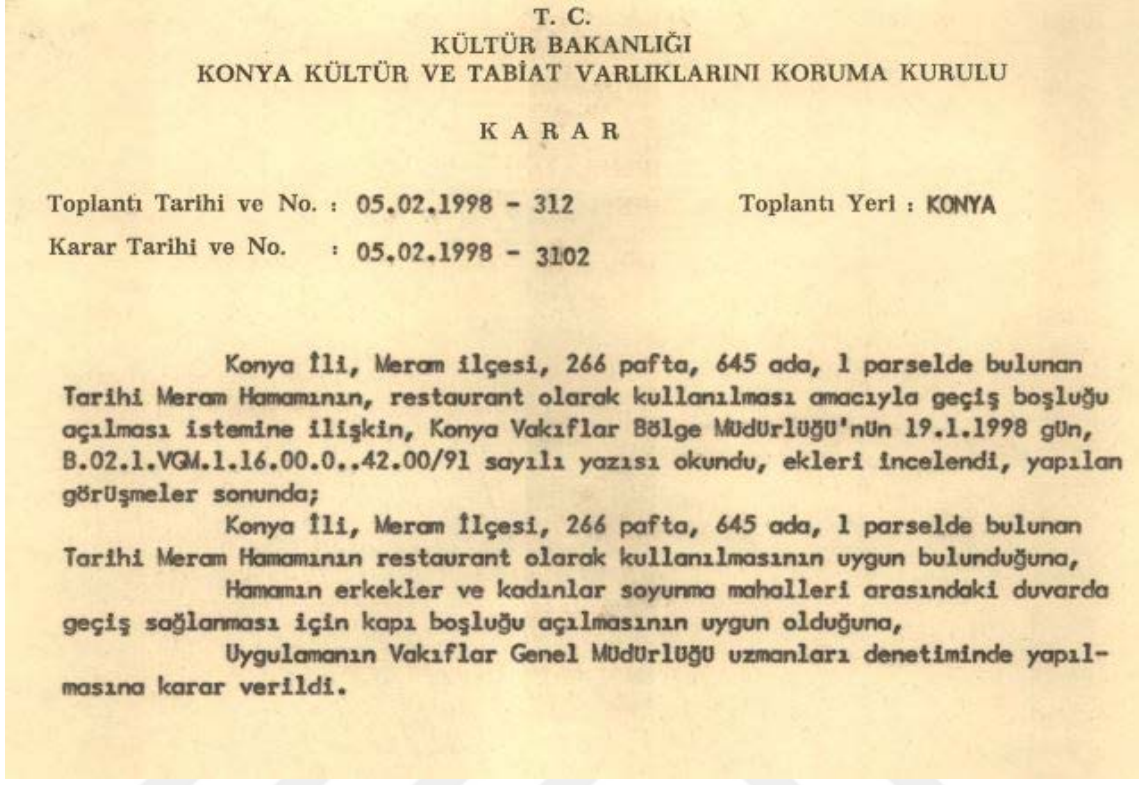 T. C.
KÜLTÜR BAKANLIĞI
KONYA KÜLTÜR VE TABİAT VARLIKLARINI KORUMA KURULU
K A R A R
Toplantı Tarihi ve No. : 05.02.1998 - 312 Toplantı Yeri : KONYA
Karar Tarihi ve No. : 05.02.1998 - 3102
Konya İli, Meram ilçesi, 266 pafta, 645 ada, 1 parselde bulunan
Tarihi Meram Hamamının, restaurant olarak kullanılması amacıyla geçiş boşluğu
açılması istemine ilişkin, Konya Vakıflar Bölge Müdürlüğü'nün 19.1.1998 gün,
B.02.1.VGM.1.16.00.0..42.00/91 sayılı yazısı okundu, ekleri incelendi, yapılan
görüşmeler sonunda;
Konya İli, Meram İlçesi, 266 pafta, 645 ada, 1 parselde bulunan
Tarihi Meram Hamamının restaurant olarak kullanılmasının uygun bulunduğuna,
Hamamın erkekler ve kadınlar soyunma mahalleri arasındaki duvarda
geçiş sağlanması için kapı boşluğu açılmasının uygun olduğuna,
Uygulamanın Vakıflar Genel Müdürlüğü uzmanları denetiminde yapıl-
masına karar verildi.